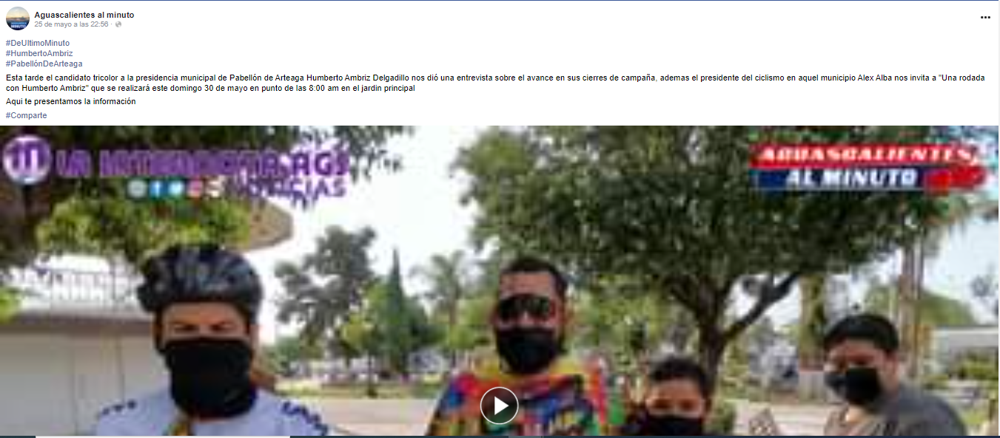 Aguascalientes al minuto
25 de mayo a las 22:56 ·
#DeUltimoMinuto
#HumbertoAmbriz
#PabellónDeArteaga
Esta tarde el candidato tricolor a la presidencia municipal de Pabellón de Arteaga Humberto Ambriz Delgadillo nos dió una entrevista sobre el avance en sus cierres de campaña, ademas el presidente del ciclismo en aquel municipio Alex Alba nos invita a "Una rodada
con Humberto Ambriz" que se realizará este domingo 30 de mayo en punto de las 8:00 am en el jardin principal
Aqui te presentamos la información
#Comparte
AGUASCALIENTES
AL MINUTO
NOTICIAS